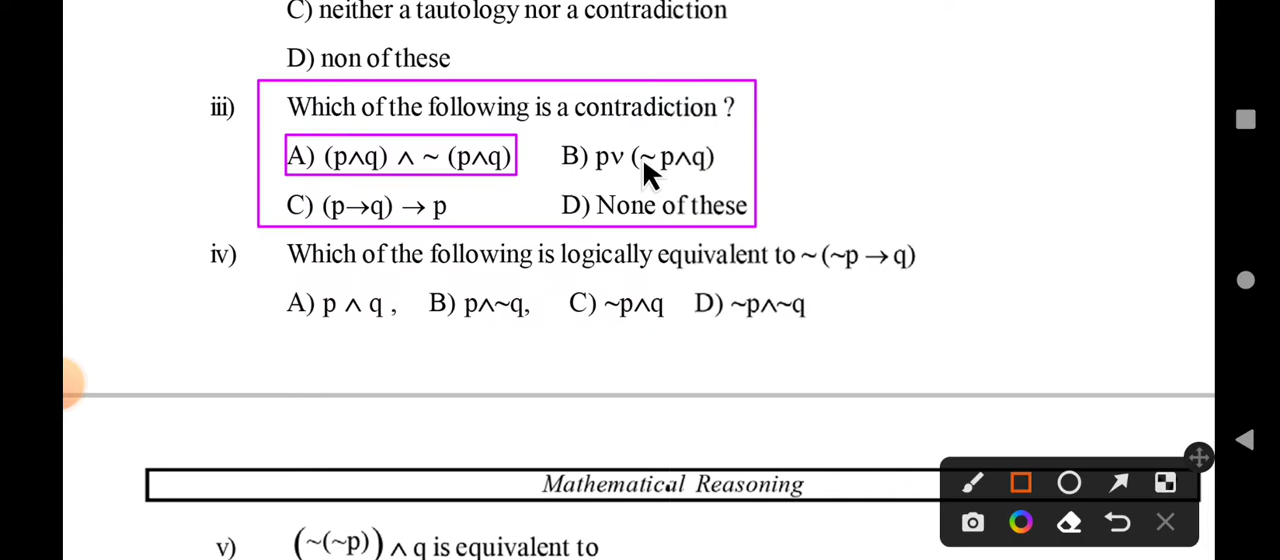 C) neither a tautology nor a contradiction
D) non of these
iii) Which of the following is a contradiction ?
A) (p∧q) ∧ ~ (p∧q) B) pv (~ p∧q)
C) (p→q) → p D) None of these
iv) Which of the following is logically equivalent to ~ (~p → q)
A) p ∧ q , B) p∧~q, C) ~p∧q D) ~p∧~q
Mathematical Reasoning
v) (~(~p)) ∧ q is equivalent to